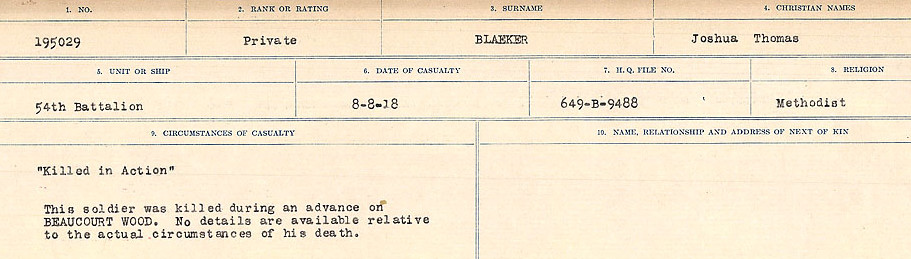 1. NO. 2. RANK OR RATING 3. SURNAME 4. CHRISTIAN NAMES
195029 Private BLAEKER Joshua Thomas
5. UNIT OR SHIP 6. DATE OF CASUALTY 7. H.Q. FILE NO. 8. RELIGION
54th Battalion 8-8-18 649-B-9488 Methodist
9. CIRCUMSTANCES OF CASUALTY 10. NAME, RELATIONSHIP AND ADDRESS OF NEXT OF KIN
"Killed in Action"
This soldier was killed during an advance on
BEAUCOURT WOOD. No details are available relative
to the actual circumstances of his death.